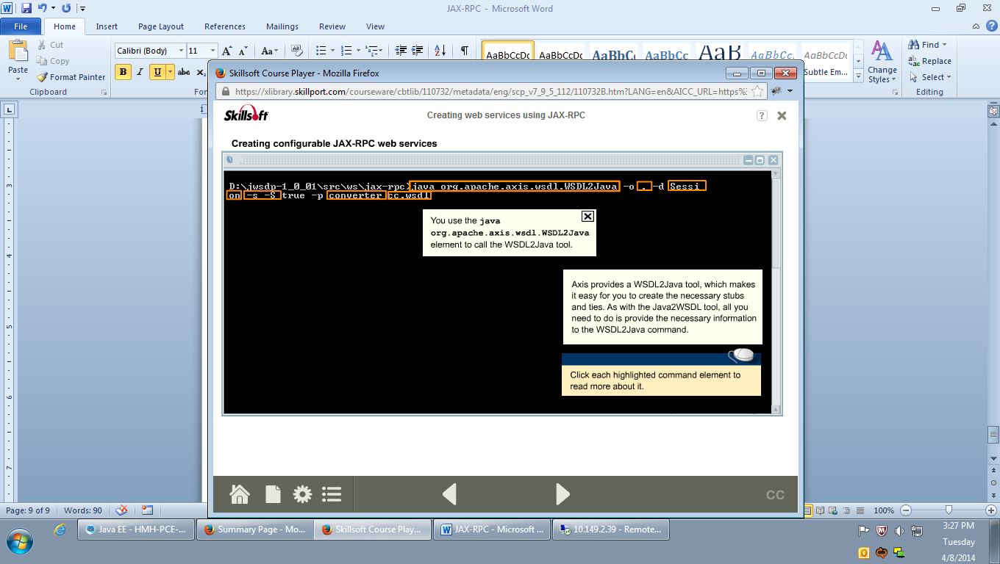 JAX-RPC - Microsoft Word
File Home Insert Page Layout References Mailings Review View
Paste Cut Copy Format Painter
Calibri (Body) 11 A A Aa
B I U abc x₂
AaBbCcDc AaBbCcDc AaBbCc AaBbCc AaB AaBbCc. AaBbCcDc
Subtle Em...
Change Styles
Find Replace Select
Clipboard For Editing
Skillsoft Course Player - Mozilla Firefox
https://xlibrary.skillport.com/courseware/cbtlib/110732/metadata/eng/scp_v7_9_5_112/110732B.htm?LANG=en&AICC_URL=https%
Skillsoft
Creating web services using JAX-RPC
?
Creating configurable JAX-RPC web services
D:\jwsdp-1_0_01\src\ws\jax-rpc>java org.apache.axis.wsdl.WSDL2Java -o . -d Sessi
on -s -S true -p converter cc.wsdl
You use the java
org.apache.axis.wsdl.WSDL2Java
element to call the WSDL2Java tool.
Axis provides a WSDL2Java tool, which makes
it easy for you to create the necessary stubs
and ties. As with the Java2WSDL tool, all you
need to do is provide the necessary information
to the WSDL2Java command.
Click each highlighted command element to
read more about it.
CC
3
4
5
6
7
Page: 9 of 9 Words: 90 100%
Java EE - HMH-PCE-... Summary Page - Mo... Skillsoft Course Play... JAX-RPC - Microsoft ... 10.149.2.39 - Remote...
3:27 PM
Tuesday
4/8/2014